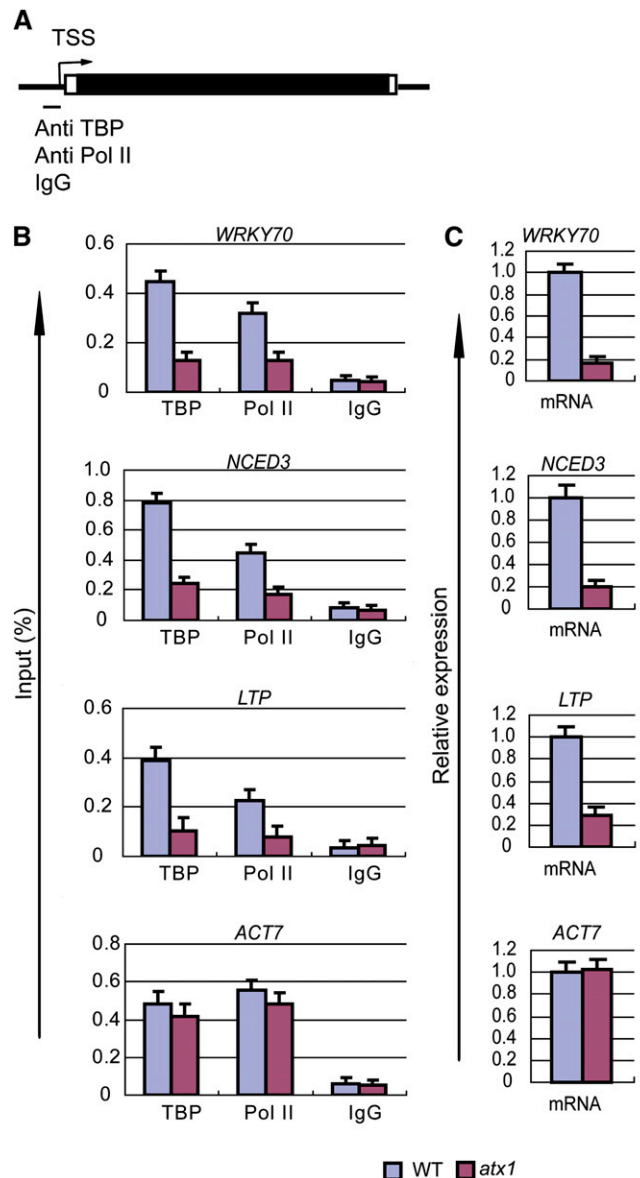 A
TSS
Anti TBP
Anti Pol II
IgG
B
Input (%)
WRKY70
0.6
0.4
0.2
0
TBP Pol II IgG
NCED3
1.0
0.8
0.6
0.4
0.2
0
TBP Pol II IgG
LTP
0.6
0.4
0.2
0
TBP Pol II IgG
ACT7
0.8
0.6
0.4
0.2
0
TBP Pol II IgG
C
Relative expression
WRKY70
1.2
1.0
0.8
0.6
0.4
0.2
0
mRNA
NCED3
1.2
1.0
0.8
0.6
0.4
0.2
0
mRNA
LTP
1.2
1.0
0.8
0.6
0.4
0.2
0
mRNA
ACT7
1.2
1.0
0.8
0.6
0.4
0.2
0
mRNA
WT atx1